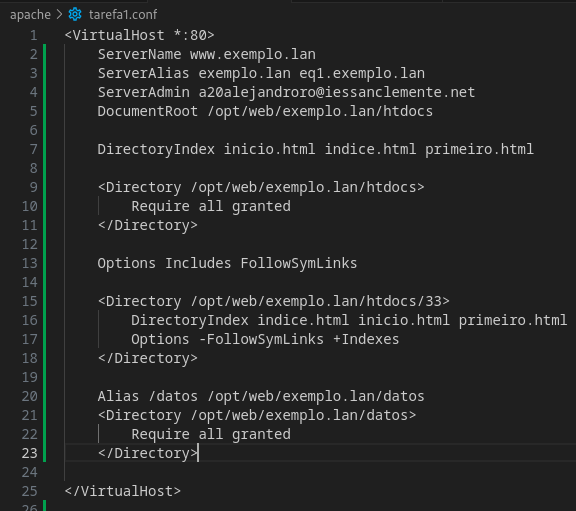 apache > tarefa1.conf
1 <VirtualHost *:80>
2 ServerName www.exemplo.lan
3 ServerAlias exemplo.lan eq1.exemplo.lan
4 ServerAdmin a20alejandroro@iessanclemente.net
5 DocumentRoot /opt/web/exemplo.lan/htdocs
6
7 DirectoryIndex inicio.html indice.html primeiro.html
8
9 <Directory /opt/web/exemplo.lan/htdocs>
10 Require all granted
11 </Directory>
12
13 Options Includes FollowSymLinks
14
15 <Directory /opt/web/exemplo.lan/htdocs/33>
16 DirectoryIndex indice.html inicio.html primeiro.html
17 Options -FollowSymLinks +Indexes
18 </Directory>
19
20 Alias /datos /opt/web/exemplo.lan/datos
21 <Directory /opt/web/exemplo.lan/datos>
22 Require all granted
23 </Directory>
24
25 </VirtualHost>
26